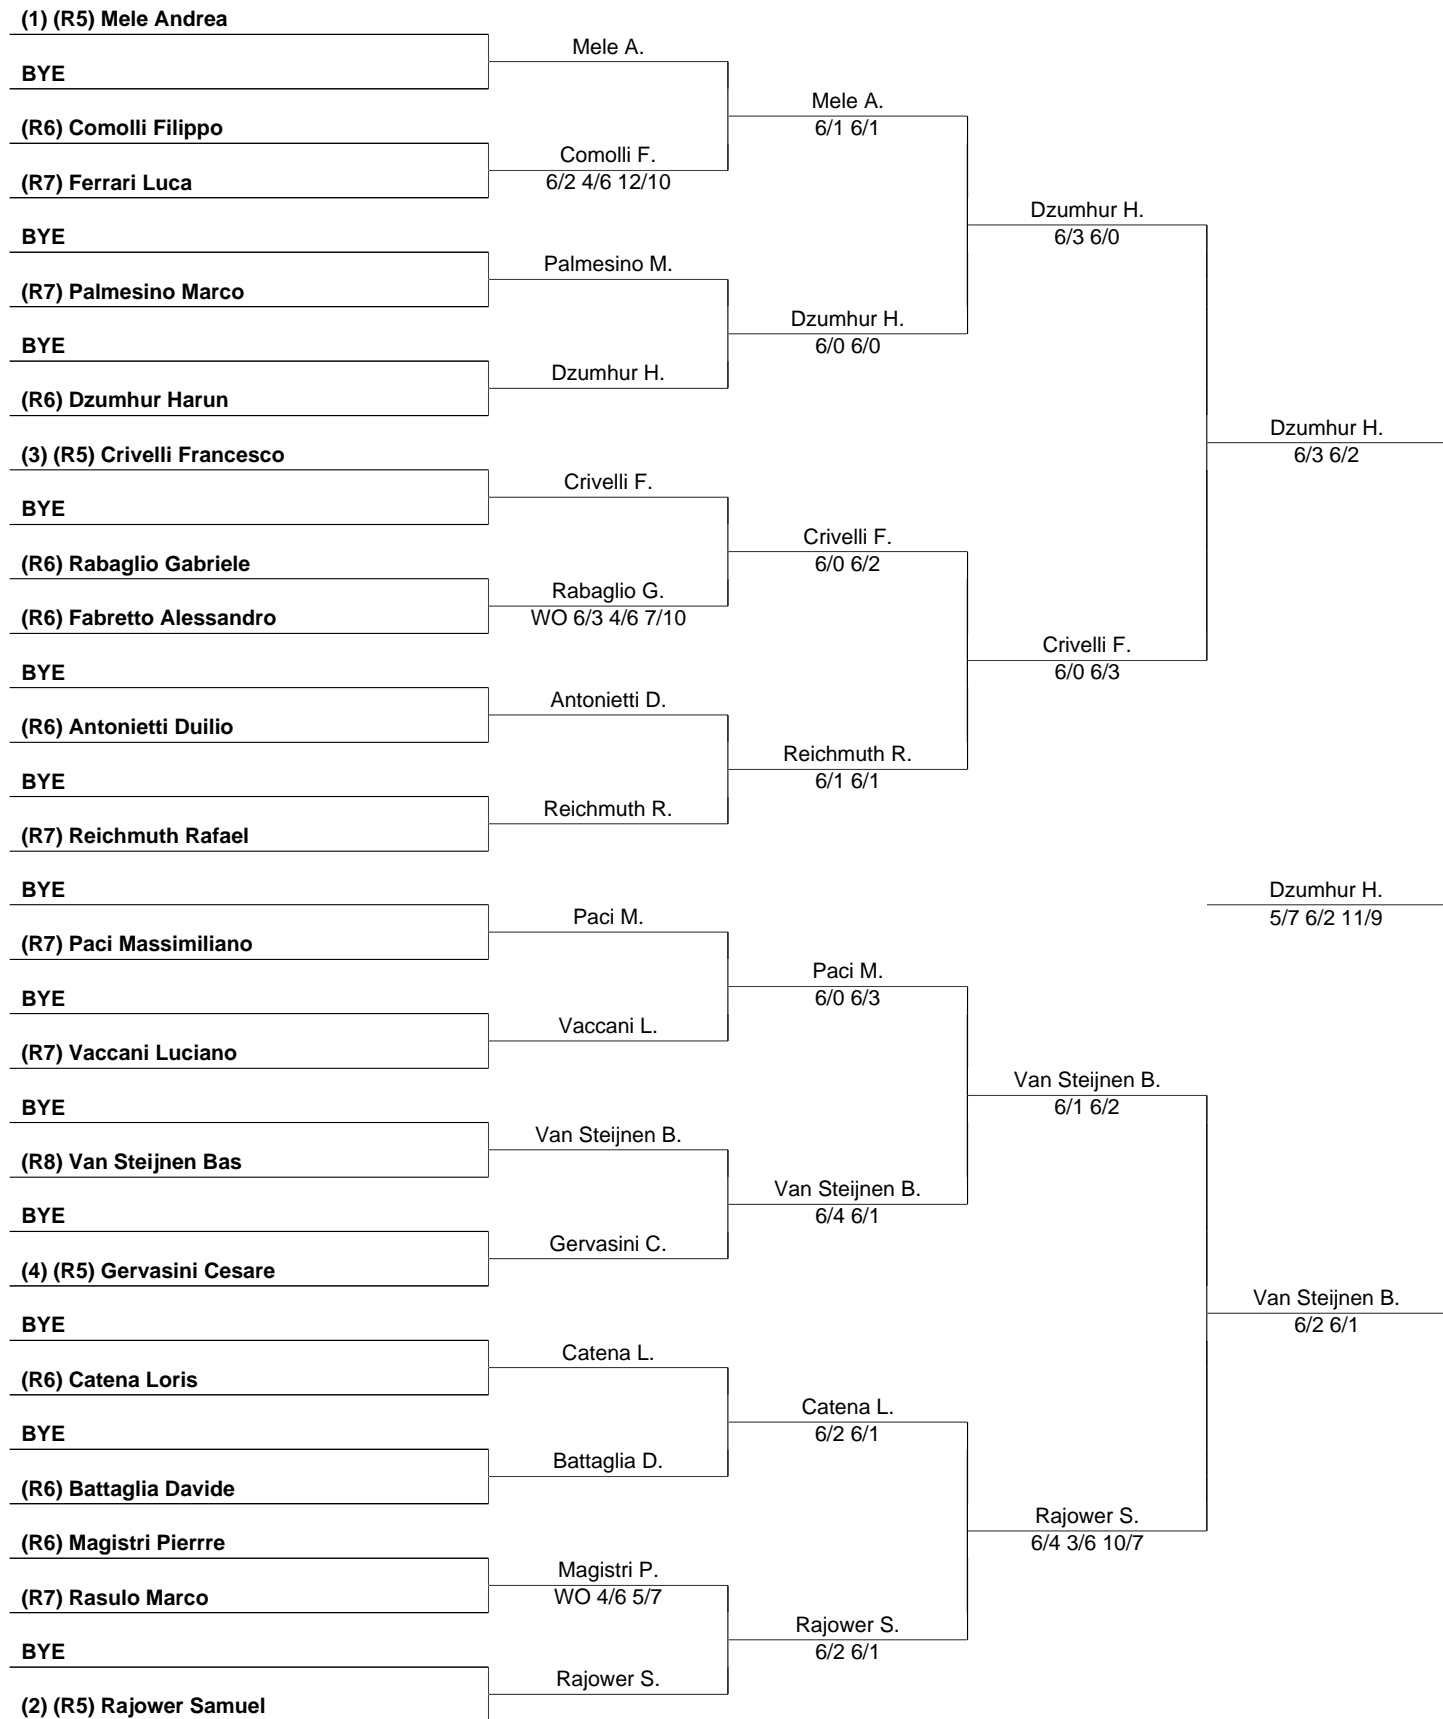 (1) (R5) Mele Andrea
BYE
(R6) Comolli Filippo
(R7) Ferrari Luca
BYE
(R7) Palmesino Marco
BYE
(R6) Dzumhur Harun
(3) (R5) Crivelli Francesco
BYE
(R6) Rabaglio Gabriele
(R6) Fabretto Alessandro
BYE
(R6) Antonietti Duilio
BYE
(R7) Reichmuth Rafael
BYE
(R7) Paci Massimiliano
BYE
(R7) Vaccani Luciano
BYE
(R8) Van Steijnen Bas
BYE
(4) (R5) Gervasini Cesare
BYE
(R6) Catena Loris
BYE
(R6) Battaglia Davide
(R6) Magistri Pierrre
(R7) Rasulo Marco
BYE
(2) (R5) Rajower Samuel
Mele A.
Comolli F.
6/2 4/6 12/10
Palmesino M.
Dzumhur H.
Crivelli F.
Rabaglio G.
WO 6/3 4/6 7/10
Antonietti D.
Reichmuth R.
Paci M.
Vaccani L.
Van Steijnen B.
Gervasini C.
Catena L.
Battaglia D.
Magistri P.
WO 4/6 5/7
Rajower S.
Mele A.
6/1 6/1
Dzumhur H.
6/0 6/0
Crivelli F.
6/0 6/2
Reichmuth R.
6/1 6/1
Paci M.
6/0 6/3
Van Steijnen B.
6/4 6/1
Catena L.
6/2 6/1
Rajower S.
6/2 6/1
Dzumhur H.
6/3 6/0
Crivelli F.
6/0 6/3
Van Steijnen B.
6/1 6/2
Rajower S.
6/4 3/6 10/7
Dzumhur H.
6/3 6/2
Dzumhur H.
5/7 6/2 11/9
Van Steijnen B.
6/2 6/1